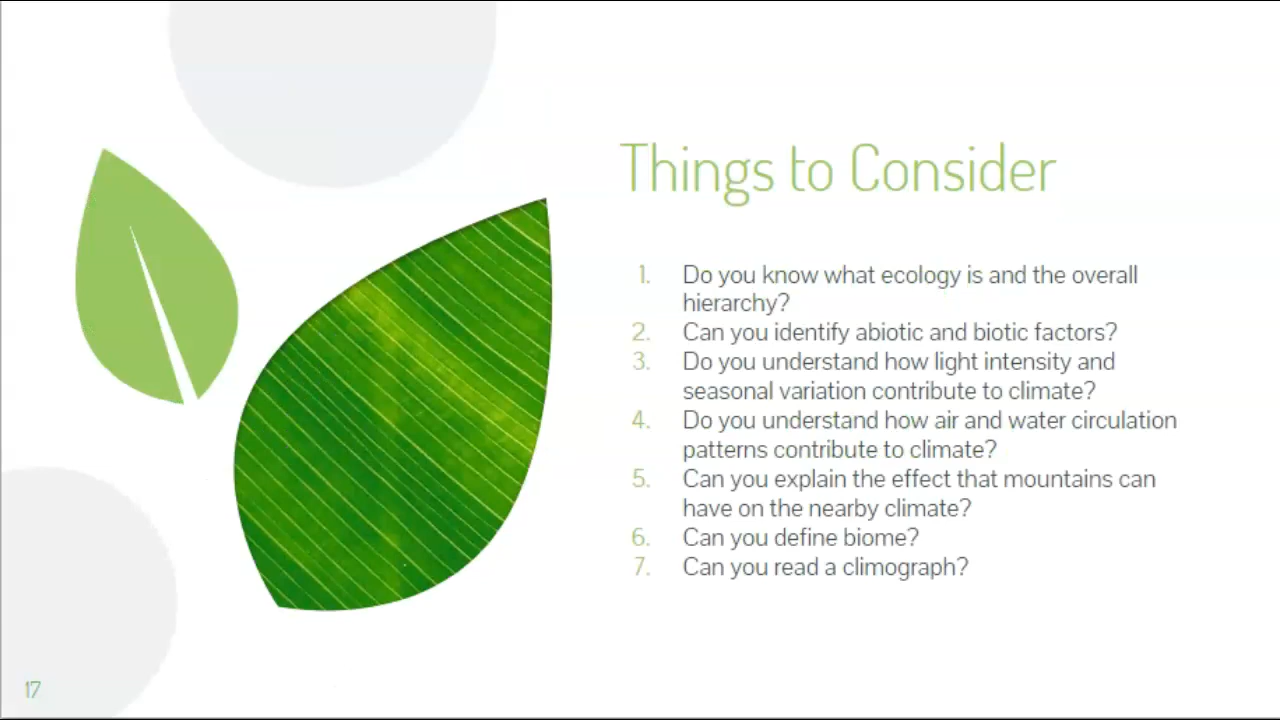 Things to Consider
1. Do you know what ecology is and the overall
hierarchy?
2. Can you identify abiotic and biotic factors?
3. Do you understand how light intensity and
seasonal variation contribute to climate?
4. Do you understand how air and water circulation
patterns contribute to climate?
5. Can you explain the effect that mountains can
have on the nearby climate?
6. Can you define biome?
7. Can you read a climograph?
17